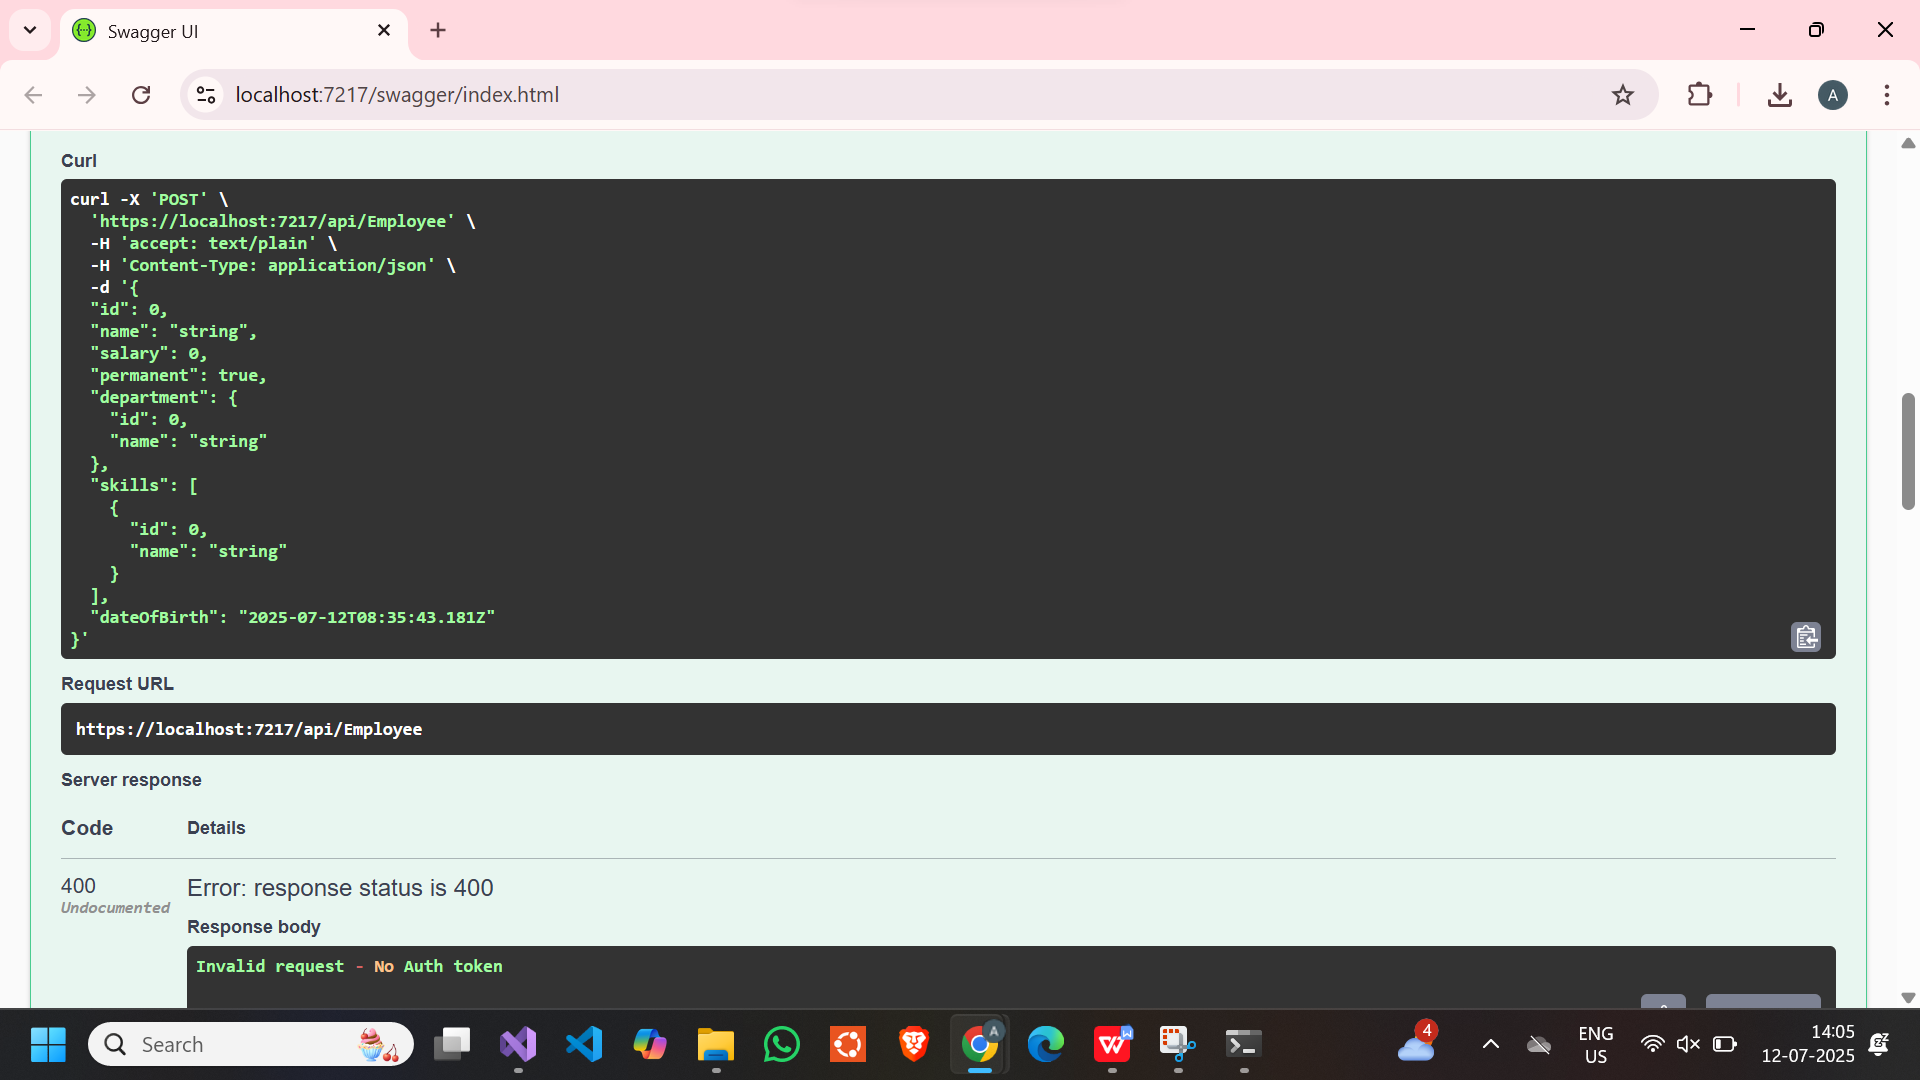 Swagger UI
localhost:7217/swagger/index.html
A
Curl
curl -X 'POST' \
  'https://localhost:7217/api/Employee' \
  -H 'accept: text/plain' \
  -H 'Content-Type: application/json' \
  -d '{
  "id": 0,
  "name": "string",
  "salary": 0,
  "permanent": true,
  "department": {
    "id": 0,
    "name": "string"
  },
  "skills": [
    {
      "id": 0,
      "name": "string"
    }
  ],
  "dateOfBirth": "2025-07-12T08:35:43.181Z"
}'
Request URL
https://localhost:7217/api/Employee
Server response
Code Details
400 Error: response status is 400
Undocumented
Response body
Invalid request - No Auth token
Search
A
W
4
ENG
US
14:05
12-07-2025